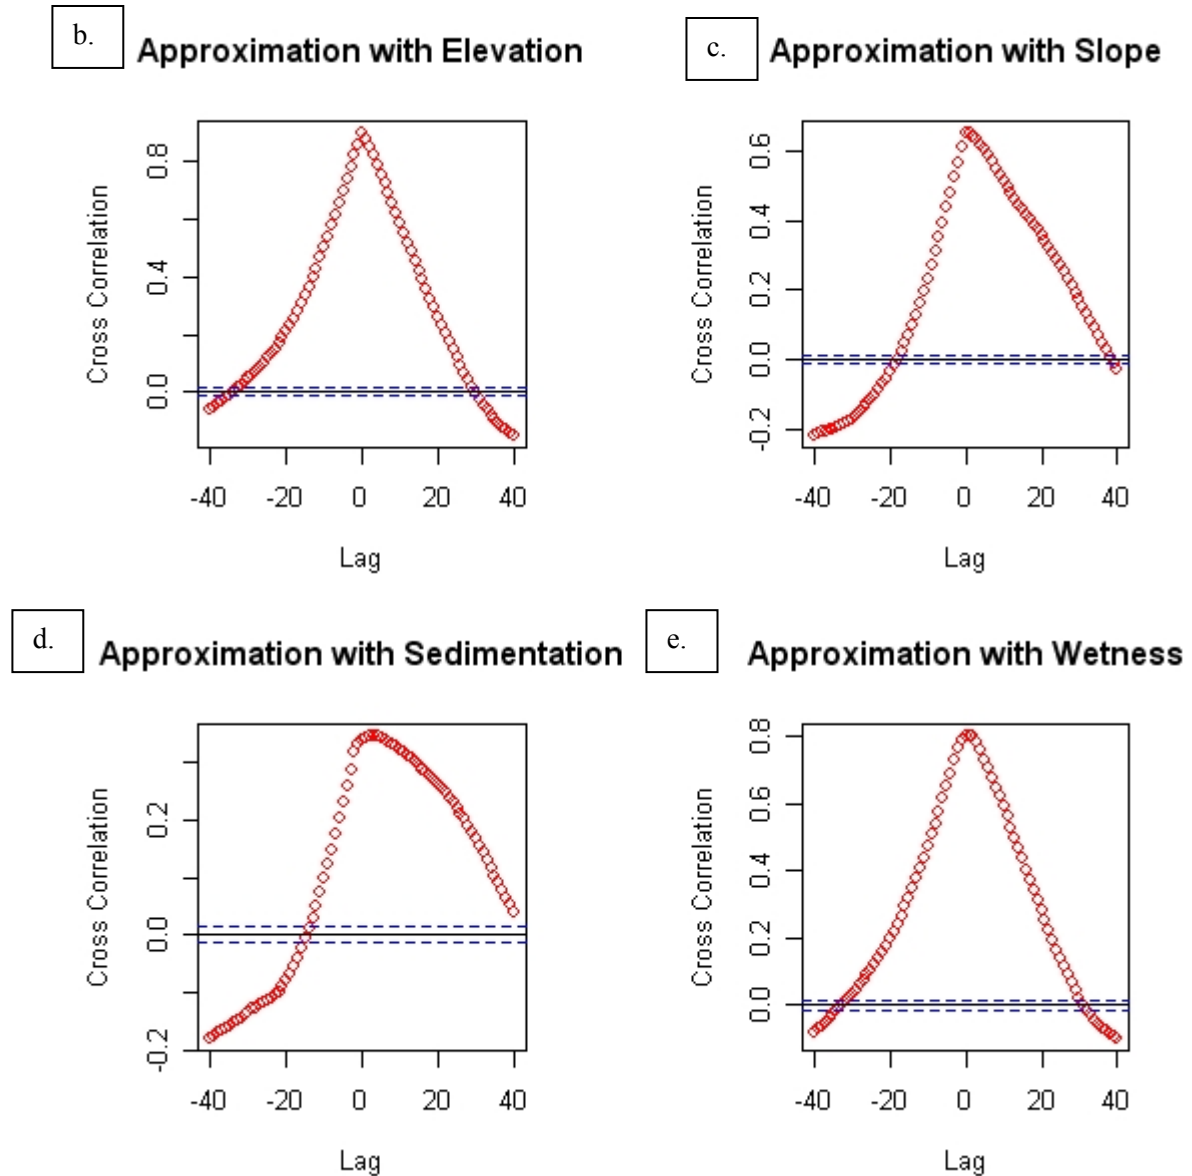 b.
Approximation with Elevation
Cross Correlation
0.8
0.4
0.0
-40 -20 0 20 40
Lag
c.
Approximation with Slope
Cross Correlation
0.6
0.4
0.2
0.0
-0.2
-40 -20 0 20 40
Lag
d.
Approximation with Sedimentation
Cross Correlation
0.2
0.0
-0.2
-40 -20 0 20 40
Lag
e.
Approximation with Wetness
Cross Correlation
0.8
0.6
0.4
0.2
0.0
-40 -20 0 20 40
Lag